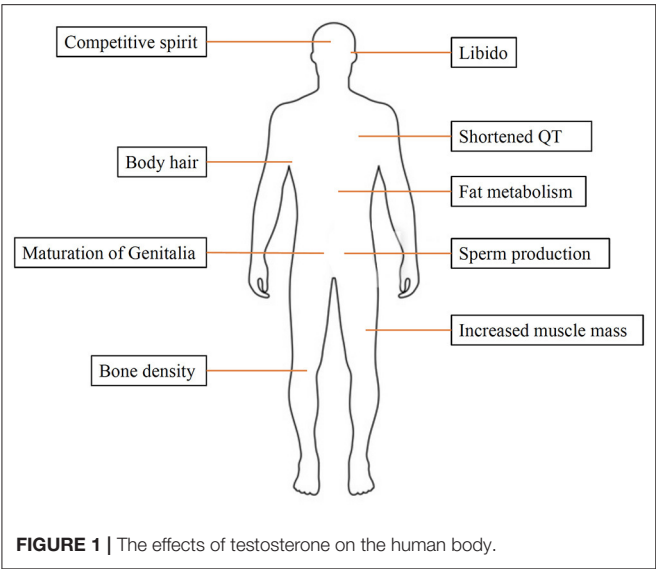 Competitive spirit
Libido
Shortened QT
Body hair
Fat metabolism
Maturation of Genitalia
Sperm production
Increased muscle mass
Bone density
FIGURE 1 | The effects of testosterone on the human body.